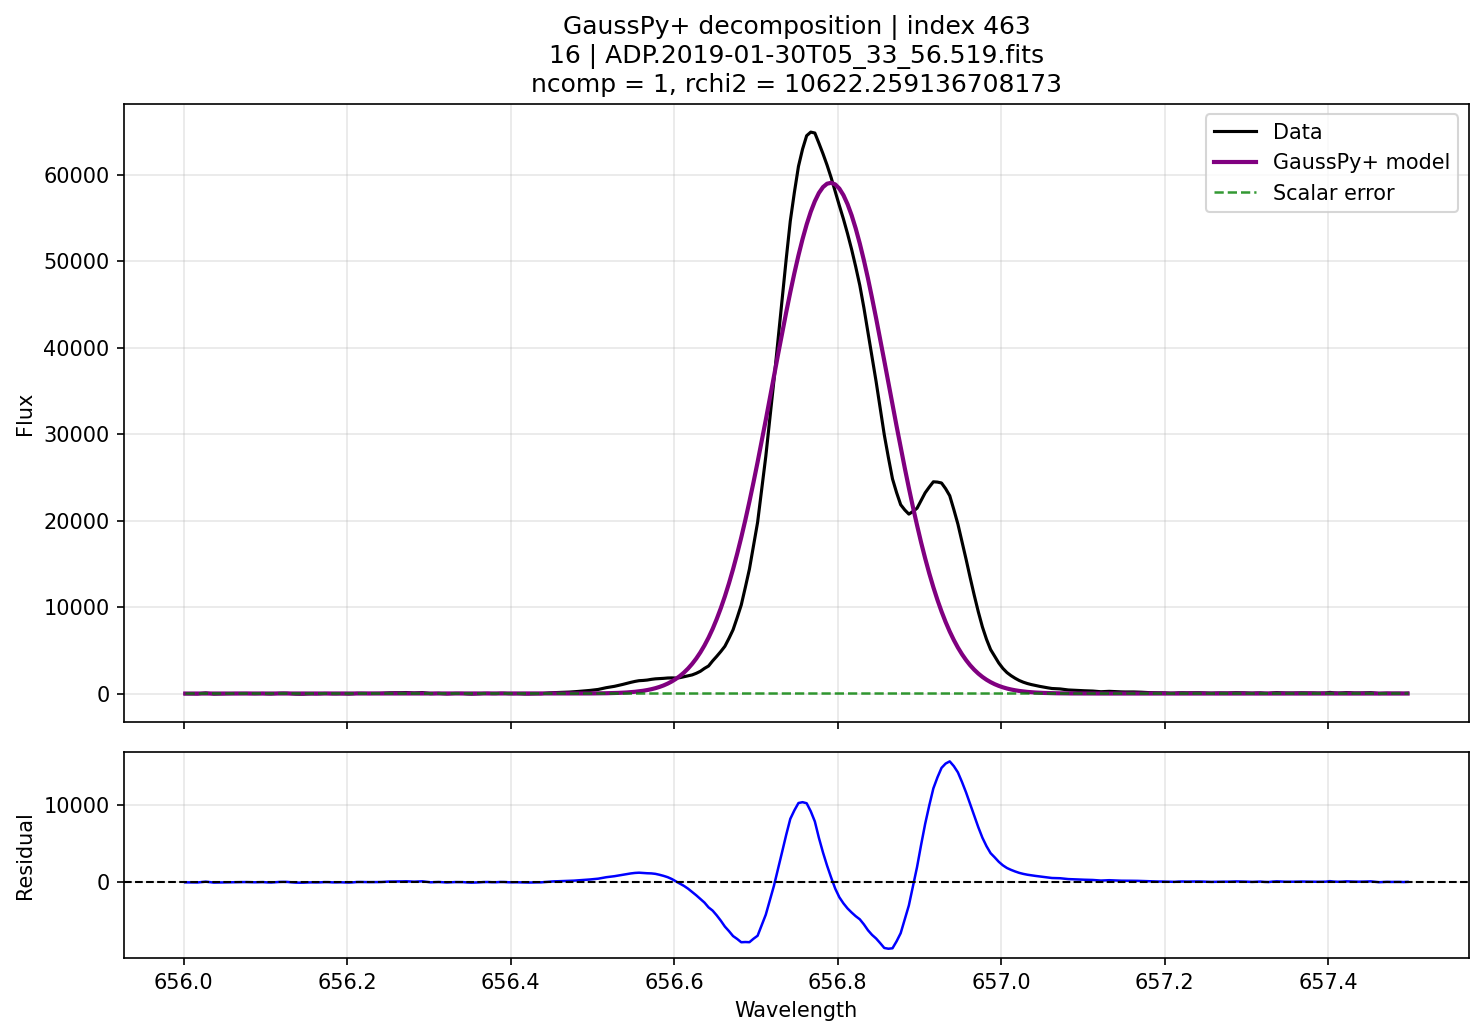 GaussPy+ decomposition | index 463
16 | ADP.2019-01-30T05_33_56.519.fits
ncomp = 1, rchi2 = 10622.259136708173
Data
GaussPy+ model
Scalar error
Flux
60000
50000
40000
30000
20000
10000
0
Residual
10000
0
656.0
656.2
656.4
656.6
656.8
657.0
657.2
657.4
Wavelength